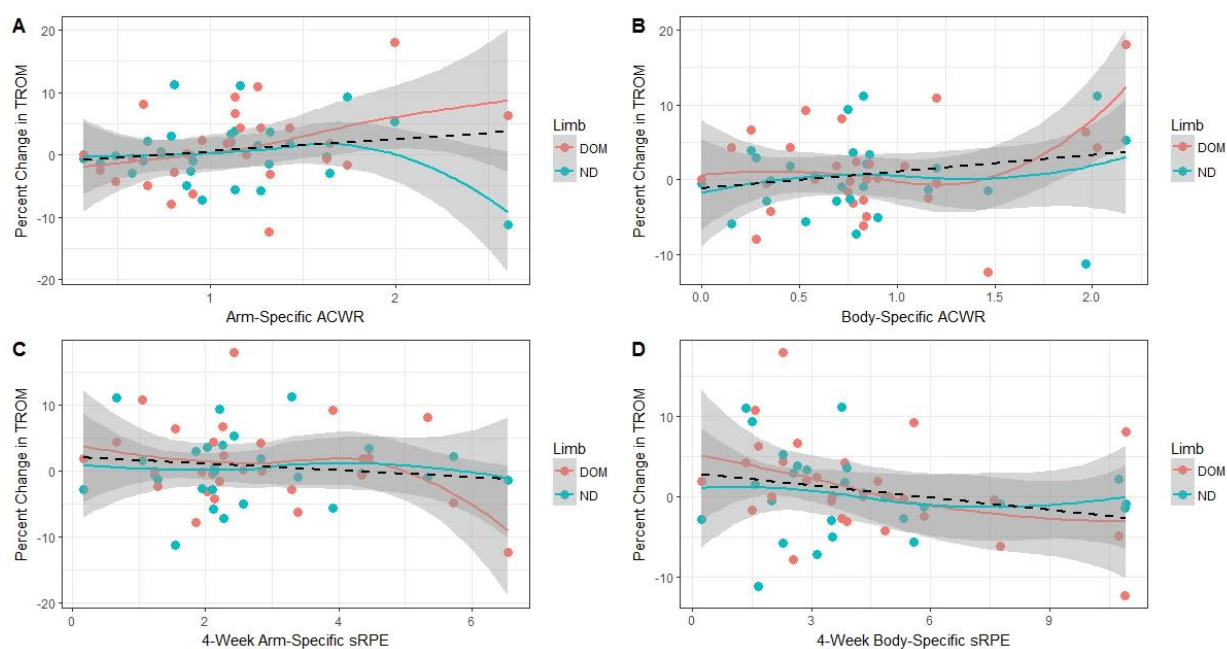 A
Percent Change in TROM
20
10
0
-10
-20
1
2
Arm-Specific ACWR
Limb
DOM
ND
B
Percent Change in TROM
20
10
0
-10
0.0
0.5
1.0
1.5
2.0
Body-Specific ACWR
Limb
DOM
ND
C
Percent Change in TROM
10
0
-10
-20
0
2
4
6
4-Week Arm-Specific sRPE
Limb
DOM
ND
D
Percent Change in TROM
10
0
-10
0
3
6
9
4-Week Body-Specific sRPE
Limb
DOM
ND